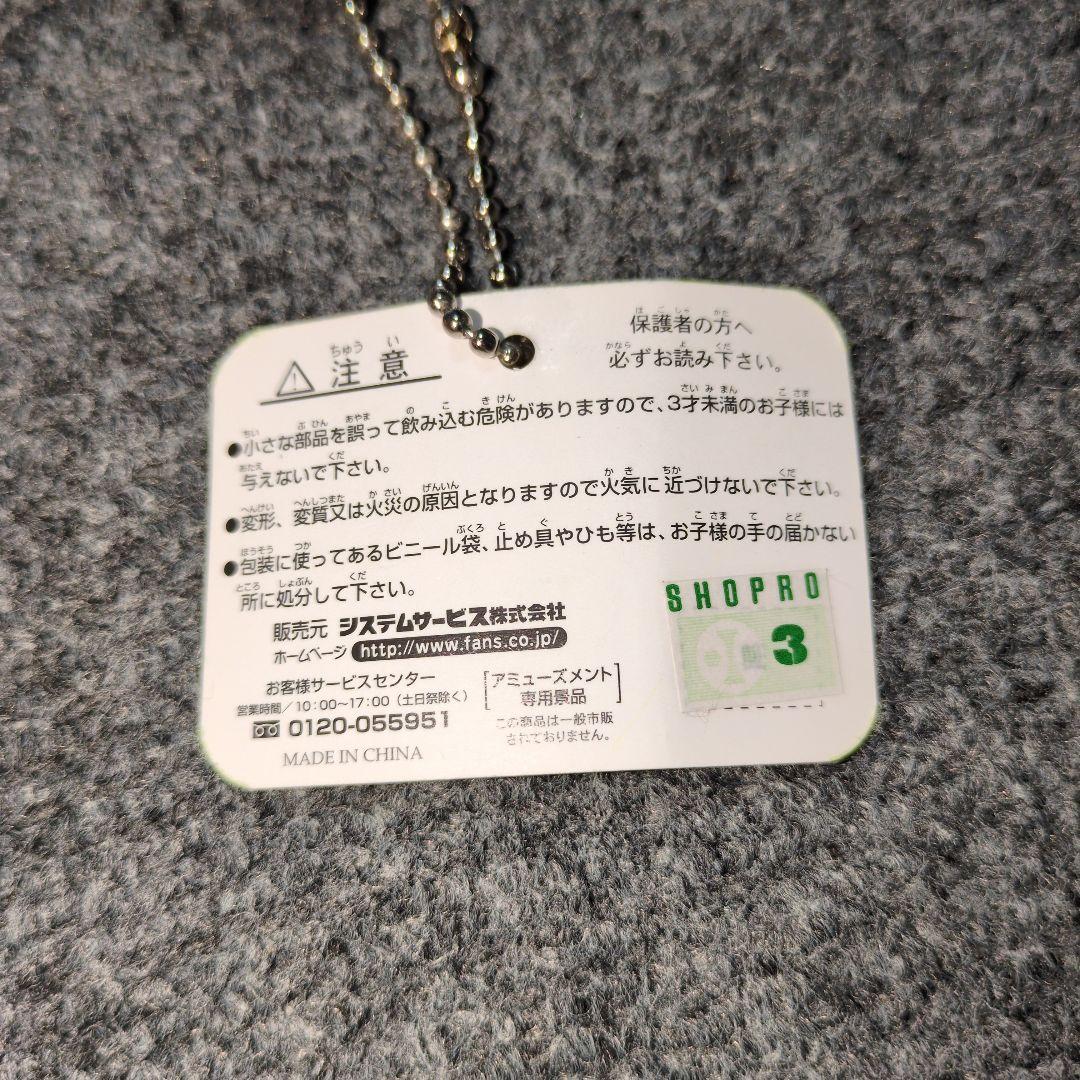 ⚠ 注意
保護者の方へ
必ずお読み下さい。
●小さな部品を誤って飲み込む危険がありますので、3才未満のお子様には
与えないで下さい。
●変形、変質又は火災の原因となりますので火気に近づけないで下さい。
●包装に使ってあるビニール袋、止め具やひも等は、お子様の手の届かない
所に処分して下さい。
販売元 システムサービス株式会社
ホームページ http://www.fans.co.jp/
お客様サービスセンター
営業時間/10:00~17:00(土日祭除く)
0120-055951
MADE IN CHINA
[アミューズメント
専用景品]
この商品は一般市販
されておりません。
SHOPRO
3